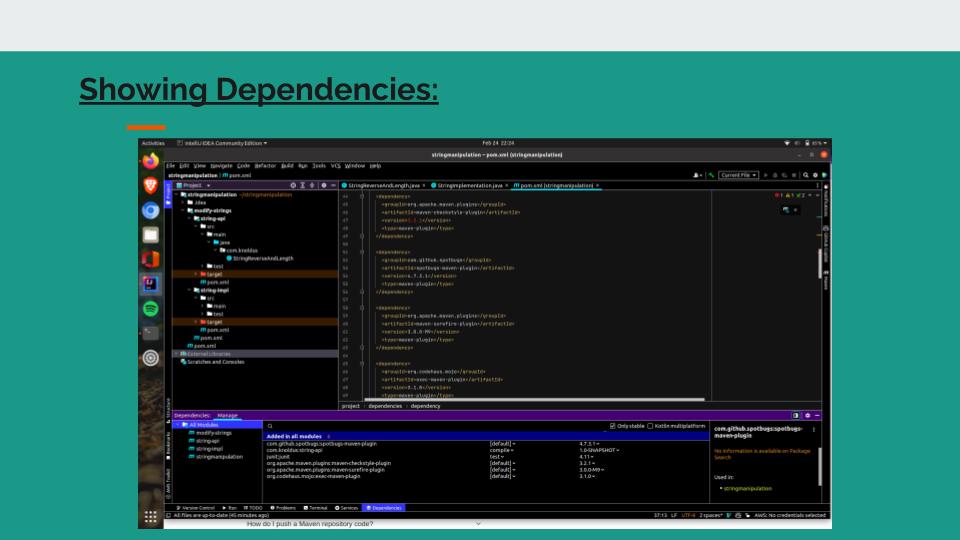 Showing Dependencies:
Activities IntelliJ IDEA Community Edition Feb 24 22:24 85%
stringmanipulation – pom.xml (stringmanipulation)
File Edit View Navigate Code Refactor Build Run Tools VCS Window Help
stringmanipulation pom.xml Current File
Project StringReverseAndLength.java StringImplementation.java pom.xml (stringmanipulation)
stringmanipulation ~/stringmanipulation
.idea
modify-strings
string-api
src
main
java
com.knoldus
StringReverseAndLength
test
target
pom.xml
string-impl
src
main
test
target
pom.xml
pom.xml
pom.xml
External Libraries
Scratches and Consoles
<dependency>
<groupId>org.apache.maven.plugins</groupId>
<artifactId>maven-checkstyle-plugin</artifactId>
<version>3.2.1</version>
<type>maven-plugin</type>
</dependency>
<dependency>
<groupId>com.github.spotbugs</groupId>
<artifactId>spotbugs-maven-plugin</artifactId>
<version>4.7.3.1</version>
<type>maven-plugin</type>
</dependency>
<dependency>
<groupId>org.apache.maven.plugins</groupId>
<artifactId>maven-surefire-plugin</artifactId>
<version>3.0.0-M9</version>
<type>maven-plugin</type>
</dependency>
<dependency>
<groupId>org.codehaus.mojo</groupId>
<artifactId>exec-maven-plugin</artifactId>
<version>3.1.0</version>
<type>maven-plugin</type>
project dependencies dependency
Dependencies: Manage
All Modules
modify-strings
string-api
string-impl
stringmanipulation
Only stable Kotlin multiplatform
Added in all modules 6
com.github.spotbugs:spotbugs-maven-plugin [default] 4.7.3.1
com.knoldus:string-api compile 1.0-SNAPSHOT
junit:junit test 4.11
org.apache.maven.plugins:maven-checkstyle-plugin [default] 3.2.1
org.apache.maven.plugins:maven-surefire-plugin [default] 3.0.0-M9
org.codehaus.mojo:exec-maven-plugin [default] 3.1.0
com.github.spotbugs:spotbugs-
maven-plugin
No information is available on Package
Search
Used in:
• stringmanipulation
Version Control Run TODO Problems Terminal Services Dependencies
All files are up-to-date (45 minutes ago) 37:13 LF UTF-8 2 spaces* AWS: No credentials selected
How do I push a Maven repository code?